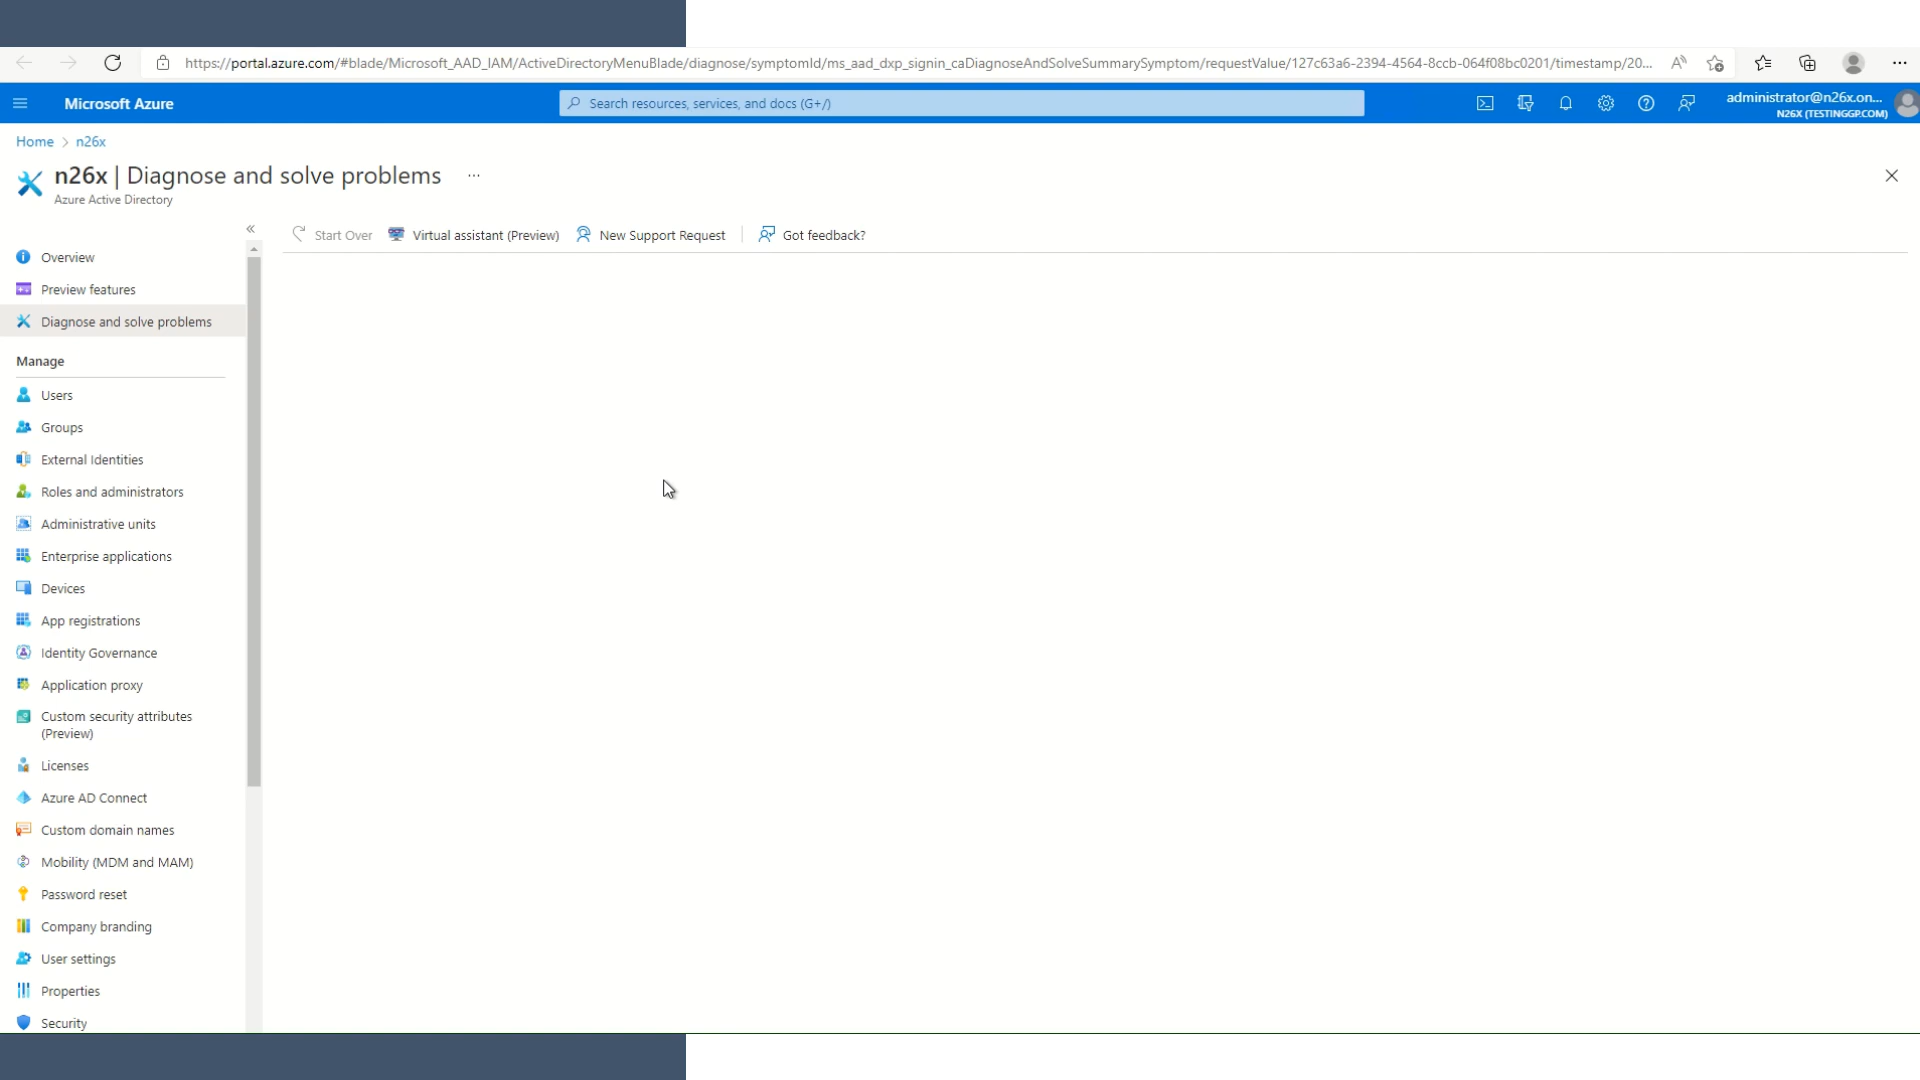 https://portal.azure.com/#blade/Microsoft_AAD_IAM/ActiveDirectoryMenuBlade/diagnose/symptomId/ms_aad_dxp_signin_caDiagnoseAndSolveSummarySymptom/requestValue/127c63a6-2394-4564-8ccb-064f08bc0201/timestamp/20...
Microsoft Azure
Search resources, services, and docs (G+/)
administrator@n26x.on...
N26X (TESTINGGP.COM)
Home > n26x
n26x | Diagnose and solve problems ...
Azure Active Directory
Start Over
Virtual assistant (Preview)
New Support Request
Got feedback?
Overview
Preview features
Diagnose and solve problems
Manage
Users
Groups
External Identities
Roles and administrators
Administrative units
Enterprise applications
Devices
App registrations
Identity Governance
Application proxy
Custom security attributes
(Preview)
Licenses
Azure AD Connect
Custom domain names
Mobility (MDM and MAM)
Password reset
Company branding
User settings
Properties
Security